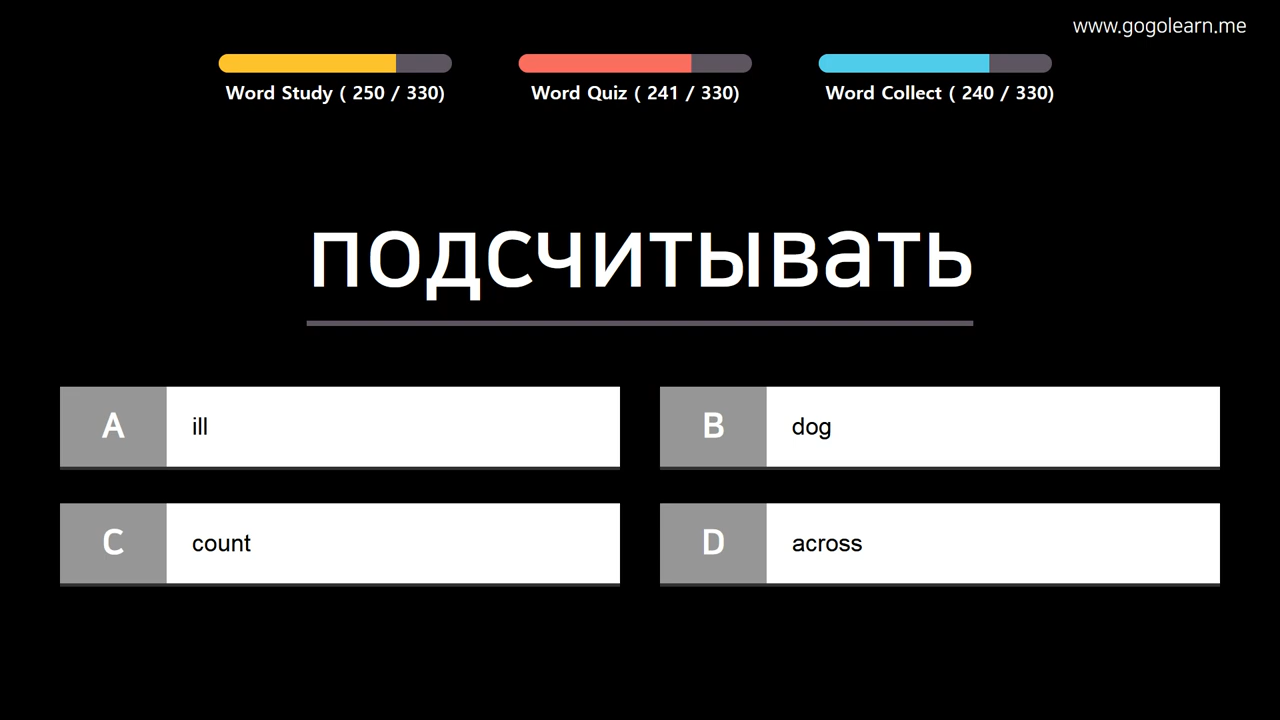 www.gogolearn.me
Word Study ( 250 / 330)
Word Quiz ( 241 / 330)
Word Collect ( 240 / 330)
подсчитывать
A ill
B dog
C count
D across